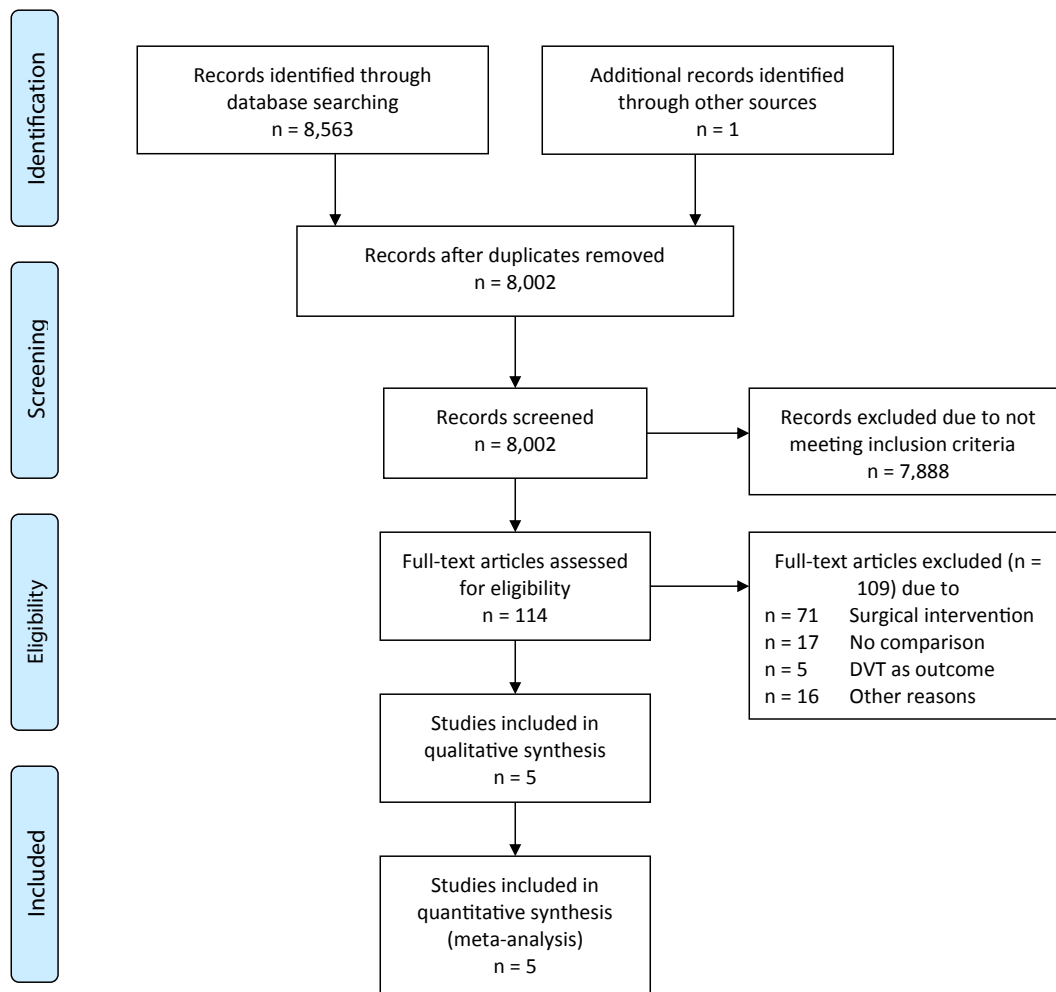 Identification
Records identified through
database searching
n = 8,563
Additional records identified
through other sources
n = 1
Records after duplicates removed
n = 8,002
Screening
Records screened
n = 8,002
Records excluded due to not
meeting inclusion criteria
n = 7,888
Eligibility
Full-text articles assessed
for eligibility
n = 114
Full-text articles excluded (n =
109) due to
n = 71 Surgical intervention
n = 17 No comparison
n = 5 DVT as outcome
n = 16 Other reasons
Studies included in
qualitative synthesis
n = 5
Included
Studies included in
quantitative synthesis
(meta-analysis)
n = 5